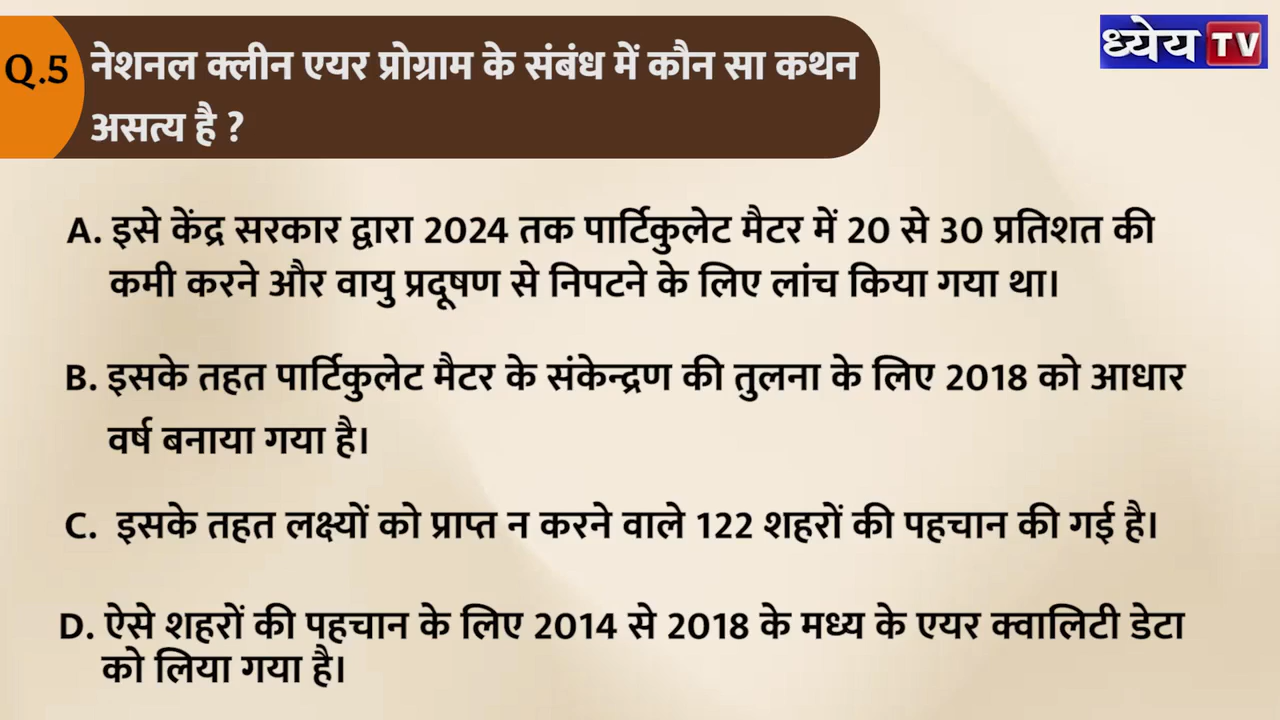 ध्येय TV
Q.5 नेशनल क्लीन एयर प्रोग्राम के संबंध में कौन सा कथन
असत्य है ?
A. इसे केंद्र सरकार द्वारा 2024 तक पार्टिकुलेट मैटर में 20 से 30 प्रतिशत की
कमी करने और वायु प्रदूषण से निपटने के लिए लांच किया गया था।
B. इसके तहत पार्टिकुलेट मैटर के संकेन्द्रण की तुलना के लिए 2018 को आधार
वर्ष बनाया गया है।
C. इसके तहत लक्ष्यों को प्राप्त न करने वाले 122 शहरों की पहचान की गई है।
D. ऐसे शहरों की पहचान के लिए 2014 से 2018 के मध्य के एयर क्वालिटी डेटा
को लिया गया है।